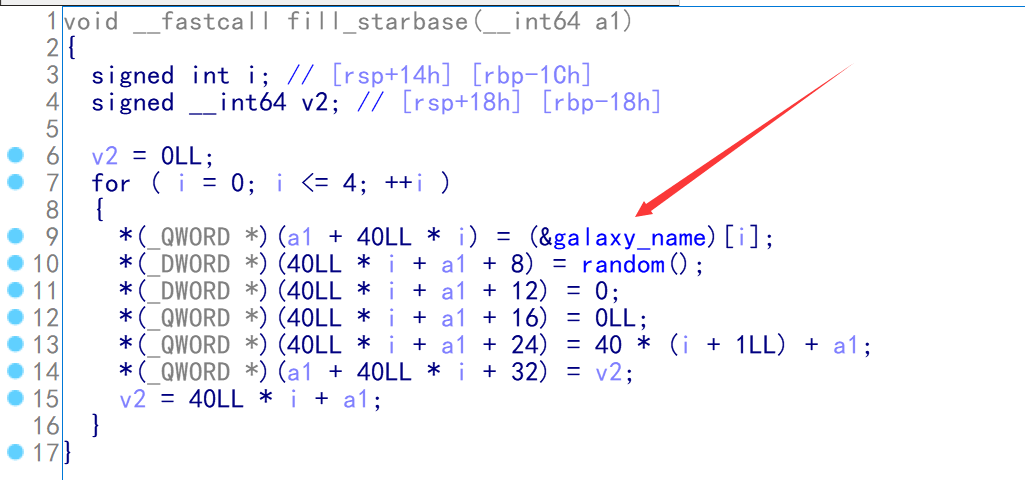 1 void __fastcall fill_starbase(__int64 a1)
2 {
3   signed int i; // [rsp+14h] [rbp-1Ch]
4   signed __int64 v2; // [rsp+18h] [rbp-18h]
5
6   v2 = 0LL;
7   for ( i = 0; i <= 4; ++i )
8   {
9     *(_QWORD *)(a1 + 40LL * i) = (&galaxy_name)[i];
10     *(_DWORD *)(40LL * i + a1 + 8) = random();
11     *(_DWORD *)(40LL * i + a1 + 12) = 0;
12     *(_QWORD *)(40LL * i + a1 + 16) = 0LL;
13     *(_QWORD *)(40LL * i + a1 + 24) = 40 * (i + 1LL) + a1;
14     *(_QWORD *)(a1 + 40LL * i + 32) = v2;
15     v2 = 40LL * i + a1;
16   }
17 }